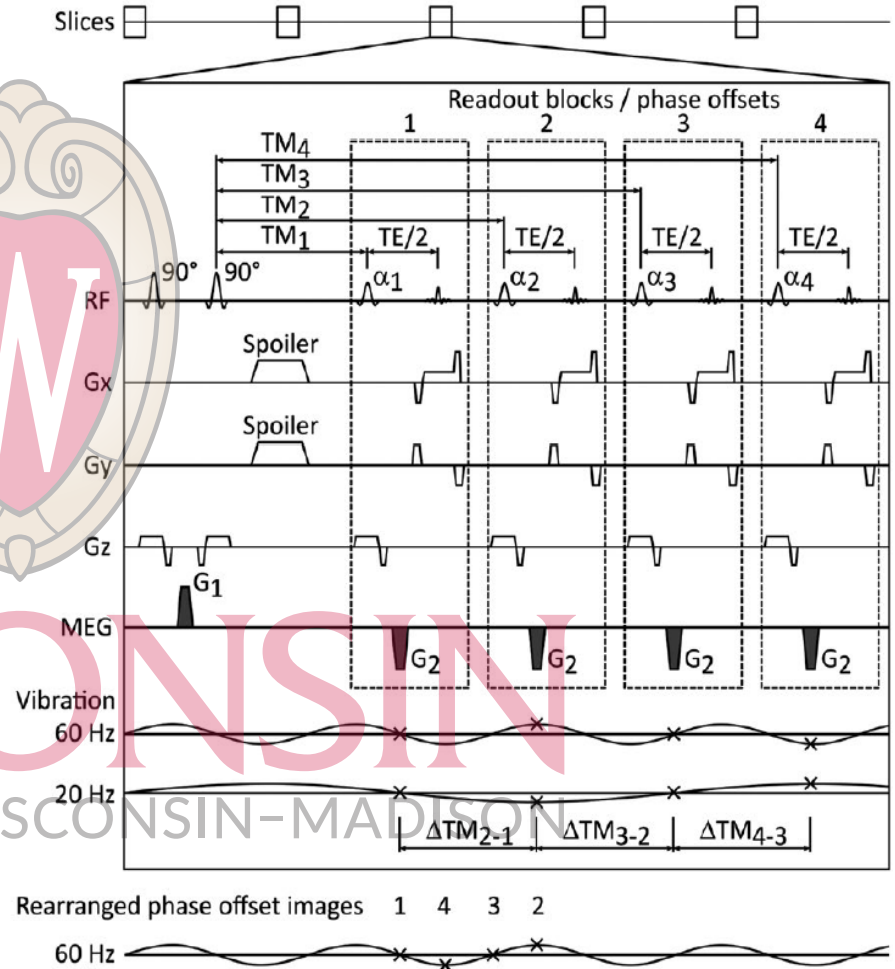 Slices
Readout blocks / phase offsets
1 2 3 4
TM4
TM3
TM2
TM1 TE/2 TE/2 TE/2 TE/2
90° 90° α1 α2 α3 α4
RF
Spoiler
Gx
Spoiler
Gy
Gz
G1
MEG
G2 G2 G2 G2
Vibration
60 Hz
20 Hz
ΔTM2-1 ΔTM3-2 ΔTM4-3
Rearranged phase offset images 1 4 3 2
60 Hz
W
ONSIN
SCONSIN–MADISON